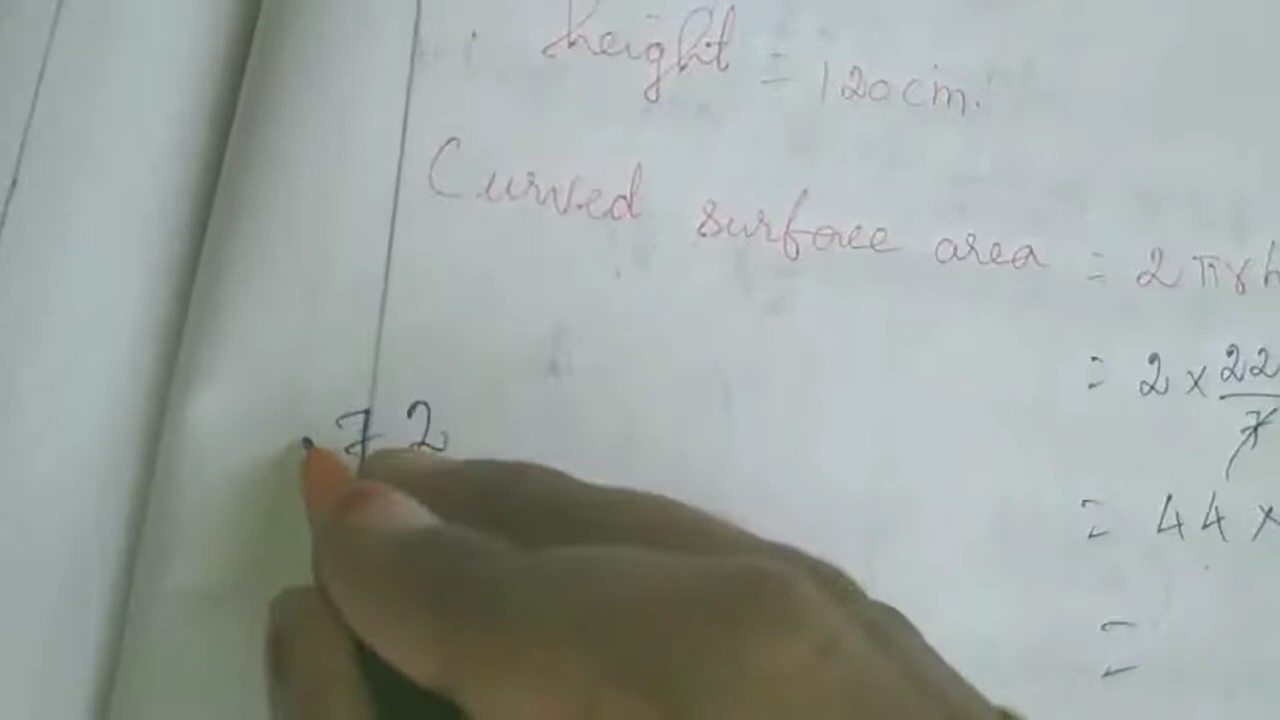 height = 120cm.
Curved surface area = 2πrh
= 2 × 22
7
72
= 44 ×
=